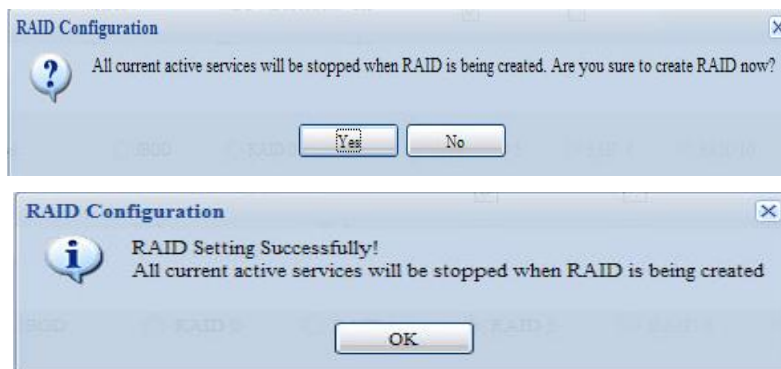 RAID Configuration
All current active services will be stopped when RAID is being created. Are you sure to create RAID now?
Yes
No
RAID Configuration
RAID Setting Successfully!
All current active services will be stopped when RAID is being created
OK